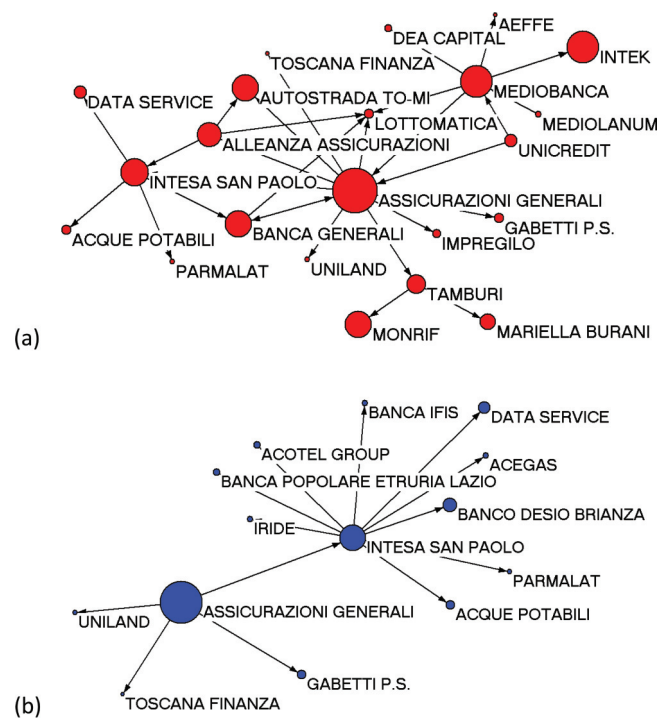 AEFFE
DEA CAPITAL
INTEK
TOSCANA FINANZA
MEDIOBANCA
DATA SERVICE
AUTOSTRADA TO-MI
LOTTOMATICA
MEDIOLANUM
ALLEANZA ASSICURAZIONI
UNICREDIT
INTESA SAN PAOLO
ASSICURAZIONI GENERALI
GABETTI P.S.
BANCA GENERALI
IMPREGILO
ACQUE POTABILI
PARMALAT
UNILAND
TAMBURI
MONRIF
MARIELLA BURANI
(a)
BANCA IFIS
DATA SERVICE
ACOTEL GROUP
ACEGAS
BANCA POPOLARE ETRURIA LAZIO
BANCO DESIO BRIANZA
IRIDE
INTESA SAN PAOLO
PARMALAT
ACQUE POTABILI
ASSICURAZIONI GENERALI
UNILAND
GABETTI P.S.
TOSCANA FINANZA
(b)